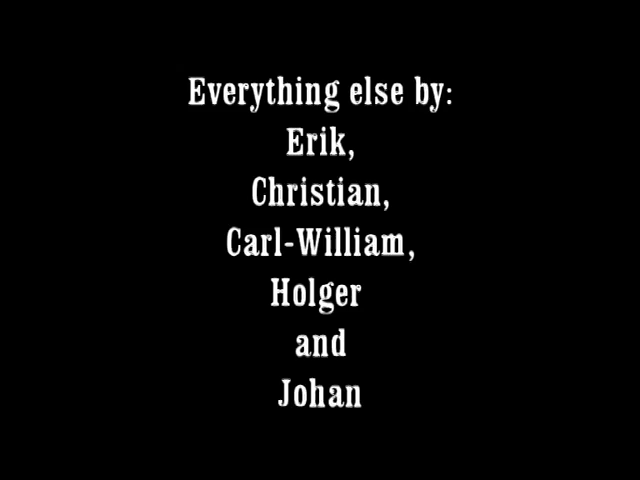 Everything else by:
Erik,
Christian,
Carl-William,
Holger
and
Johan